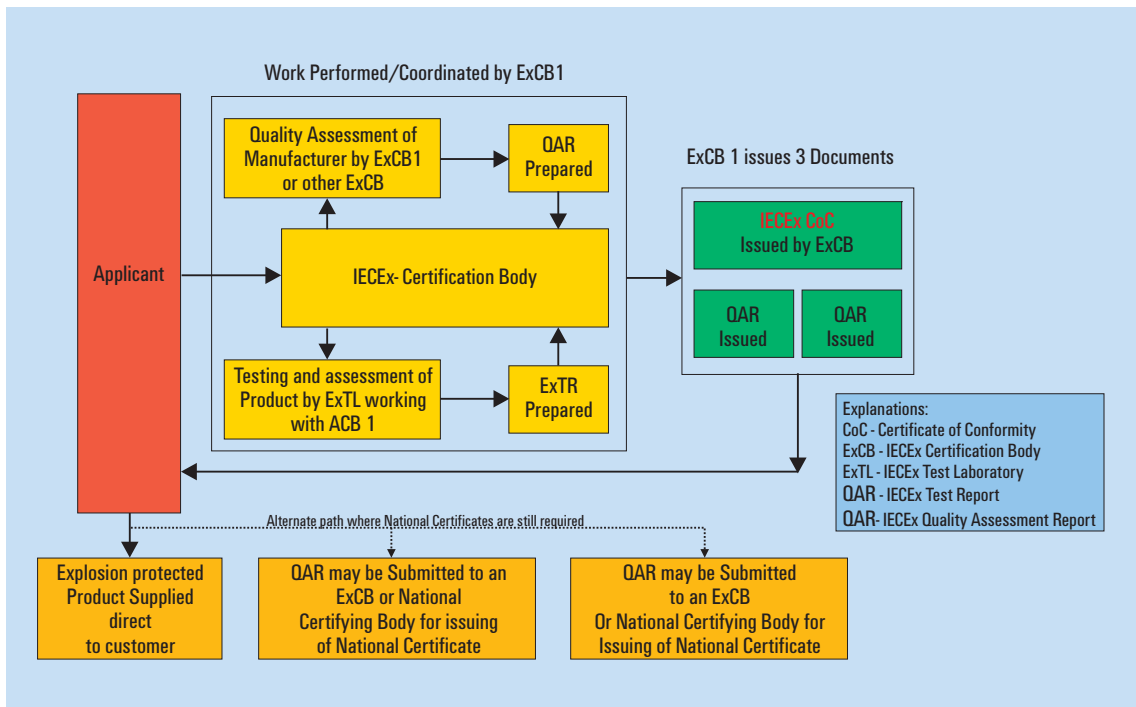 Work Performed/Coordinated by ExCB1
Applicant
Quality Assessment of
Manufacturer by ExCB1
or other ExCB
QAR
Prepared
IECEx- Certification Body
Testing and assessment of
Product by ExTL working
with ACB 1
ExTR
Prepared
ExCB 1 issues 3 Documents
IECEx CoC
Issued by ExCB
QAR
Issued
QAR
Issued
Explanations:
CoC - Certificate of Conformity
ExCB - IECEx Certification Body
ExTL - IECEx Test Laboratory
QAR - IECEx Test Report
QAR- IECEx Quality Assessment Report
Alternate path where National Certificates are still required
Explosion protected
Product Supplied
direct
to customer
QAR may be Submitted to an
ExCB or National
Certifying Body for issuing
of National Certificate
QAR may be Submitted
to an ExCB
Or National Certifying Body for
Issuing of National Certificate